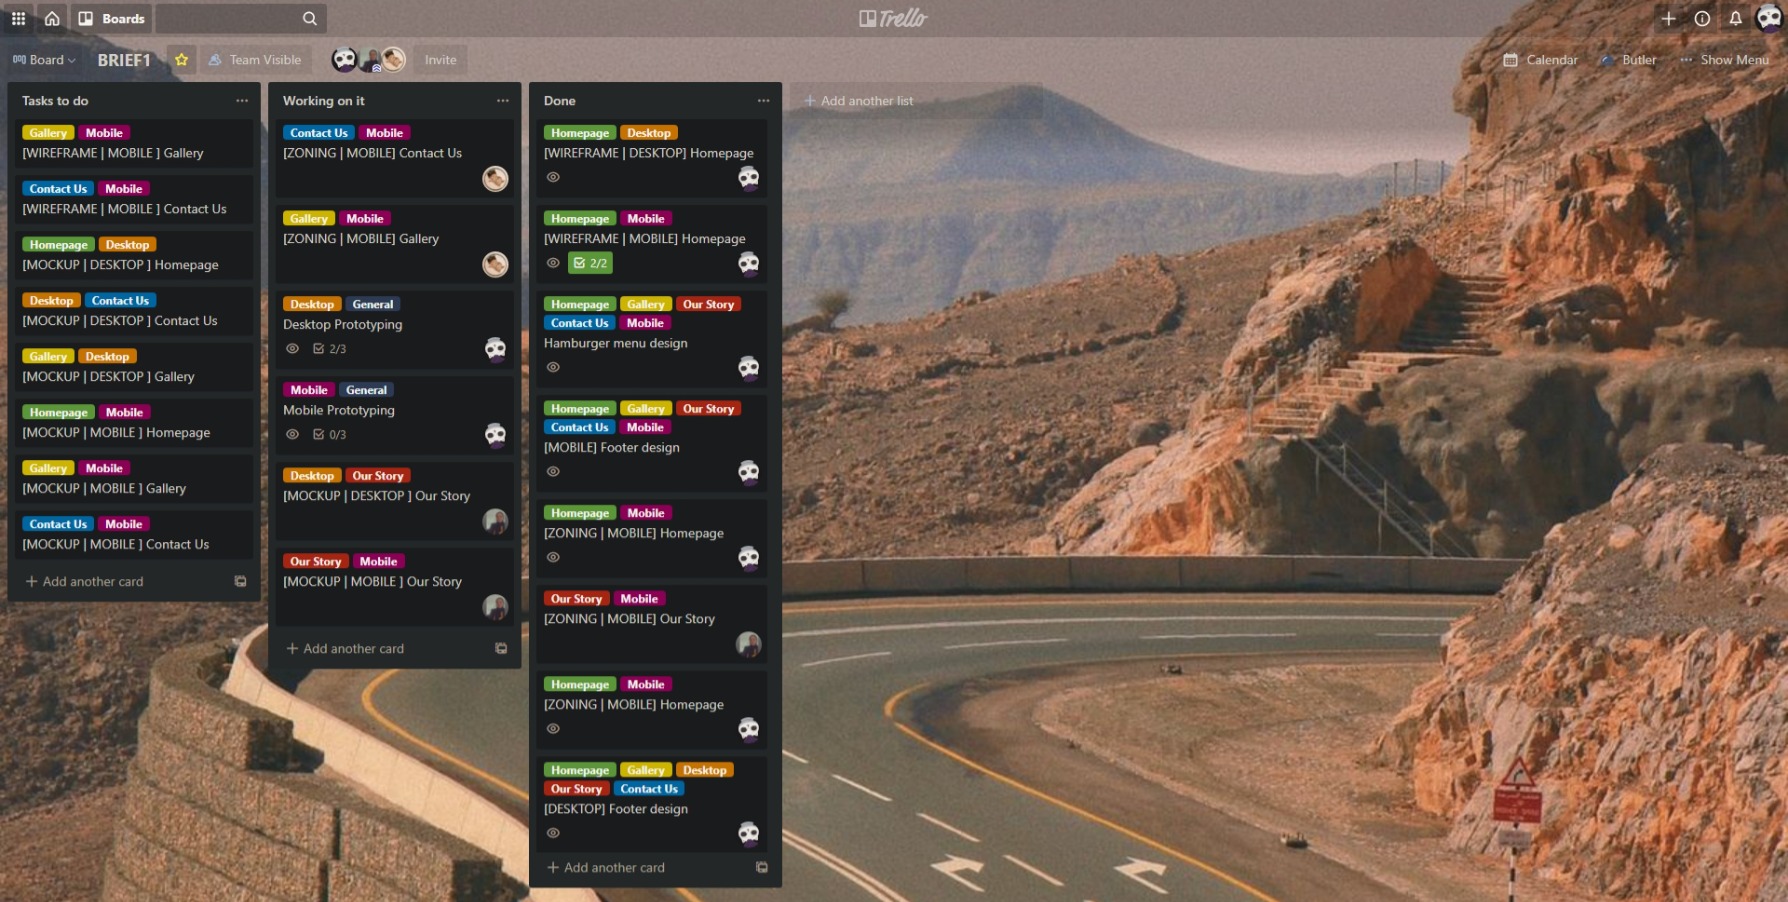 Boards
Trello
Board
BRIEF1
Team Visible
Invite
Calendar
Butler
Show Menu
Tasks to do
Gallery Mobile
[WIREFRAME | MOBILE ] Gallery
Contact Us Mobile
[WIREFRAME | MOBILE ] Contact Us
Homepage Desktop
[MOCKUP | DESKTOP ] Homepage
Desktop Contact Us
[MOCKUP | DESKTOP ] Contact Us
Gallery Desktop
[MOCKUP | DESKTOP ] Gallery
Homepage Mobile
[MOCKUP | MOBILE ] Homepage
Gallery Mobile
[MOCKUP | MOBILE ] Gallery
Contact Us Mobile
[MOCKUP | MOBILE ] Contact Us
+ Add another card
Working on it
Contact Us Mobile
[ZONING | MOBILE] Contact Us
Gallery Mobile
[ZONING | MOBILE] Gallery
Desktop General
Desktop Prototyping
2/3
Mobile General
Mobile Prototyping
0/3
Desktop Our Story
[MOCKUP | DESKTOP ] Our Story
Our Story Mobile
[MOCKUP | MOBILE ] Our Story
+ Add another card
Done
Homepage Desktop
[WIREFRAME | DESKTOP] Homepage
Homepage Mobile
[WIREFRAME | MOBILE] Homepage
2/2
Homepage Gallery Our Story
Contact Us Mobile
Hamburger menu design
Homepage Gallery Our Story
Contact Us Mobile
[MOBILE] Footer design
Homepage Mobile
[ZONING | MOBILE] Homepage
Our Story Mobile
[ZONING | MOBILE] Our Story
Homepage Mobile
[ZONING | MOBILE] Homepage
Homepage Gallery Desktop
Our Story Contact Us
[DESKTOP] Footer design
+ Add another card
+ Add another list